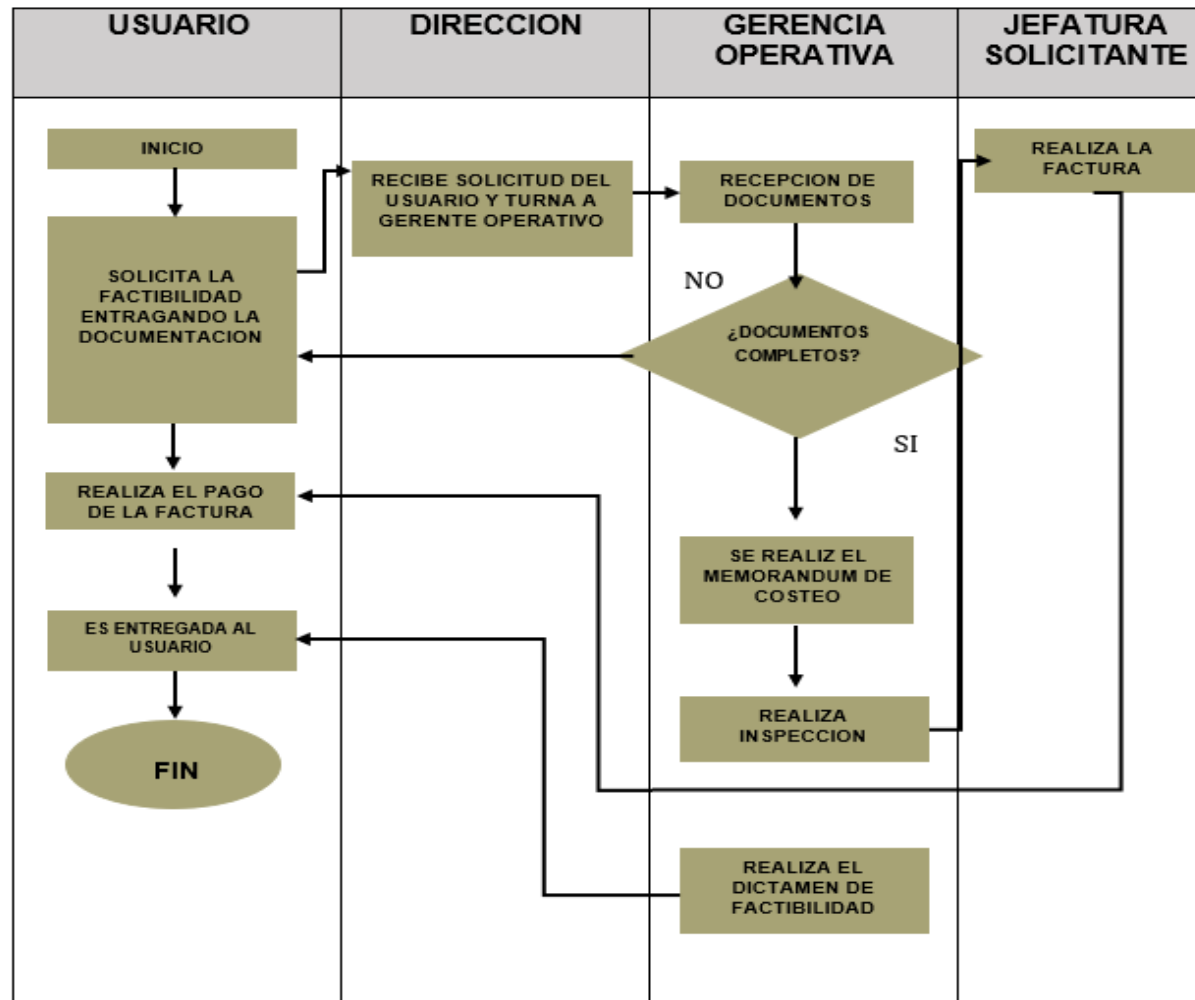 USUARIO
DIRECCION
GERENCIA
OPERATIVA
JEFATURA
SOLICITANTE
INICIO
SOLICITA LA
FACTIBILIDAD
ENTRAGANDO LA
DOCUMENTACION
REALIZA EL PAGO
DE LA FACTURA
ES ENTREGADA AL
USUARIO
FIN
RECIBE SOLICITUD DEL
USUARIO Y TURNA A
GERENTE OPERATIVO
RECEPCION DE
DOCUMENTOS
NO
¿DOCUMENTOS
COMPLETOS?
SI
SE REALIZ EL
MEMORANDUM DE
COSTEO
REALIZA
INSPECCION
REALIZA EL
DICTAMEN DE
FACTIBILIDAD
REALIZA LA
FACTURA